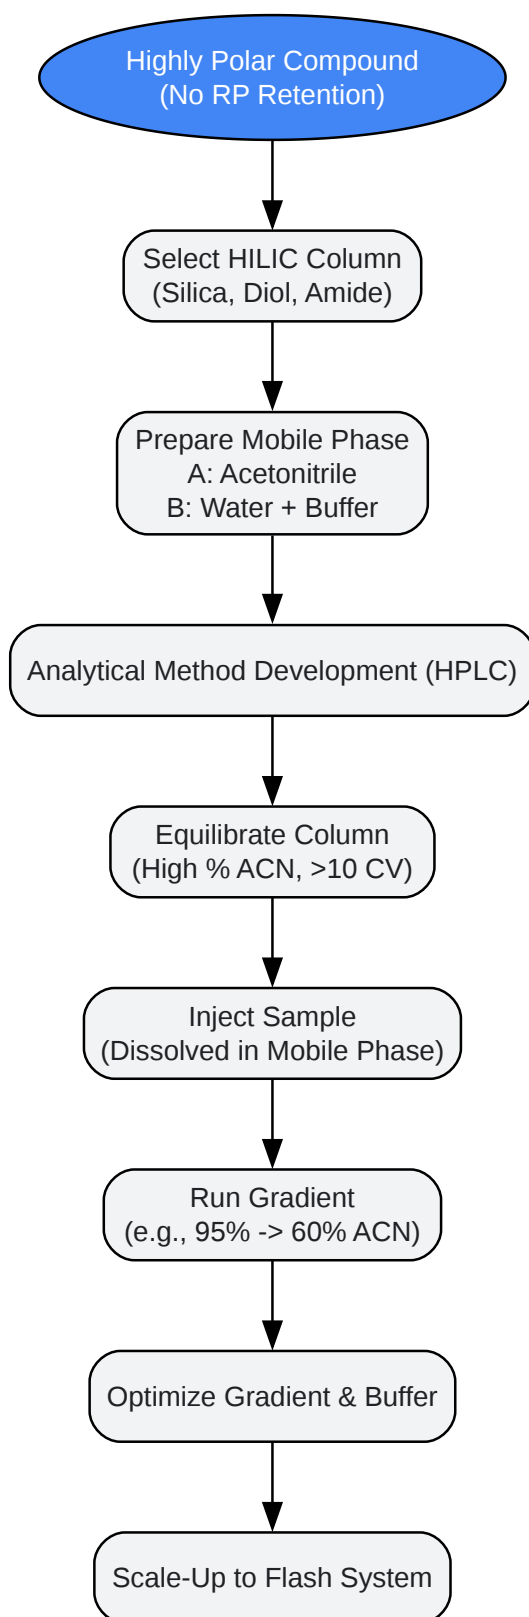 Highly Polar Compound
(No RP Retention)
Select HILIC Column
(Silica, Diol, Amide)
Prepare Mobile Phase
A: Acetonitrile
B: Water + Buffer
Analytical Method Development (HPLC)
Equilibrate Column
(High % ACN, >10 CV)
Inject Sample
(Dissolved in Mobile Phase)
Run Gradient
(e.g., 95% -> 60% ACN)
Optimize Gradient & Buffer
Scale-Up to Flash System